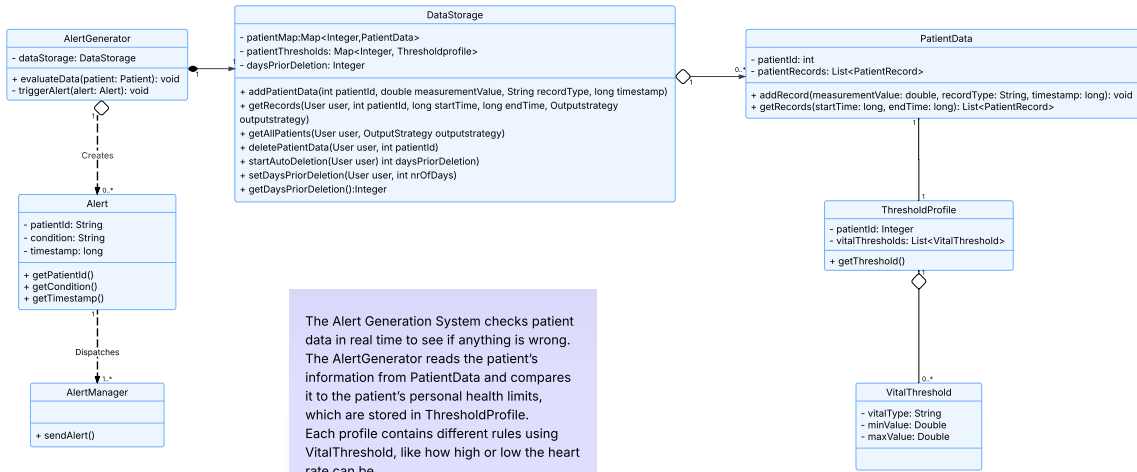 AlertGenerator
- dataStorage: DataStorage
+ evaluateData(patient: Patient): void
- triggerAlert(alert: Alert): void
1
1
DataStorage
- patientMap:Map<Integer,PatientData>
- patientThresholds: Map<Integer, Thresholdprofile>
- daysPriorDeletion: Integer
+ addPatientData(int patientId, double measurementValue, String recordType, long timestamp)
+ getRecords(User user, int patientId, long startTime, long endTime, Outputstrategy
outputstrategy)
+ getAllPatients(User user, OutputStrategy outputstrategy)
+ deletePatientData(User user, int patientId)
+ startAutoDeletion(User user) int daysPriorDeletion)
+ setDaysPriorDeletion(User user, int nrOfDays)
+ getDaysPriorDeletion():Integer
1
0..*
PatientData
- patientId: int
- patientRecords: List<PatientRecord>
+ addRecord(measurementValue: double, recordType: String, timestamp: long): void
+ getRecords(startTime: long, endTime: long): List<PatientRecord>
1
1
Creates
0..*
Alert
- patientId: String
- condition: String
- timestamp: long
+ getPatientId()
+ getCondition()
+ getTimestamp()
1
Dispatches
1..*
AlertManager
+ sendAlert()
1
ThresholdProfile
- patientId: Integer
- vitalThresholds: List<VitalThreshold>
+ getThreshold()
1
0..*
VitalThreshold
- vitalType: String
- minValue: Double
- maxValue: Double
The Alert Generation System checks patient
data in real time to see if anything is wrong.
The AlertGenerator reads the patient's
information from PatientData and compares
it to the patient's personal health limits,
which are stored in ThresholdProfile.
Each profile contains different rules using
VitalThreshold, like how high or low the heart
rate can be